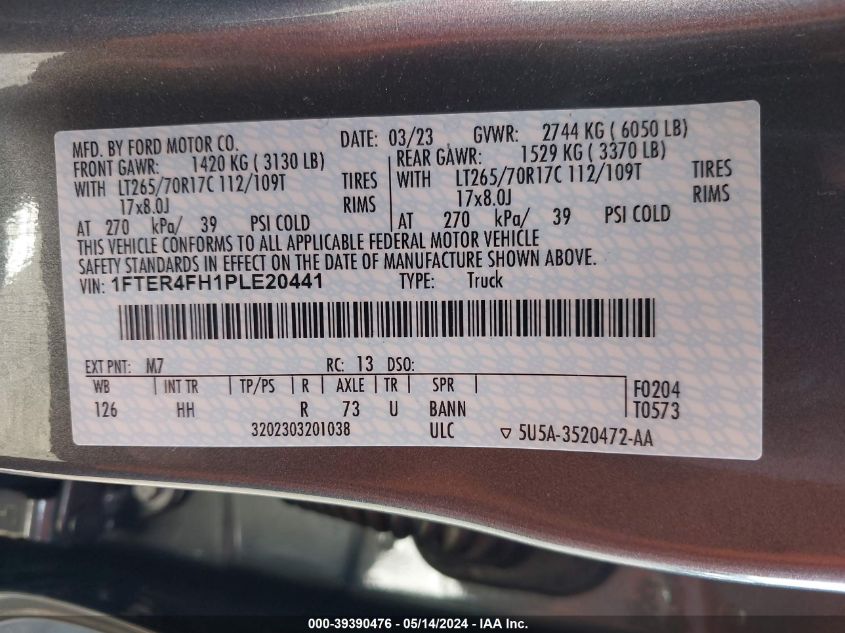 MFD. BY FORD MOTOR CO. DATE: 03/23 GVWR: 2744 KG ( 6050 LB)
FRONT GAWR: 1420 KG ( 3130 LB) REAR GAWR: 1529 KG ( 3370 LB)
WITH LT265/70R17C 112/109T TIRES WITH LT265/70R17C 112/109T TIRES
17x8.0J RIMS 17x8.0J RIMS
AT 270 kPa/ 39 PSI COLD AT 270 kPa/ 39 PSI COLD
THIS VEHICLE CONFORMS TO ALL APPLICABLE FEDERAL MOTOR VEHICLE
SAFETY STANDARDS IN EFFECT ON THE DATE OF MANUFACTURE SHOWN ABOVE.
VIN: 1FTER4FH1PLE20441 TYPE: Truck
EXT PNT: M7 RC: 13 DSO:
WB INT TR TP/PS R AXLE TR SPR F0204
126 HH R 73 U BANN T0573
3202303201038 ULC ▽ 5U5A-3520472-AA
000-39390476 - 05/14/2024 - IAA Inc.